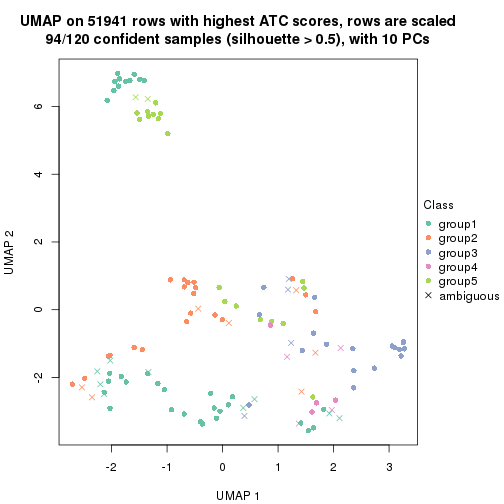 UMAP on 51941 rows with highest ATC scores, rows are scaled
94/120 confident samples (silhouette > 0.5), with 10 PCs
UMAP 2
6
4
2
0
-2
-2
-1
0
1
2
3
UMAP 1
Class
group1
group2
group3
group4
group5
ambiguous